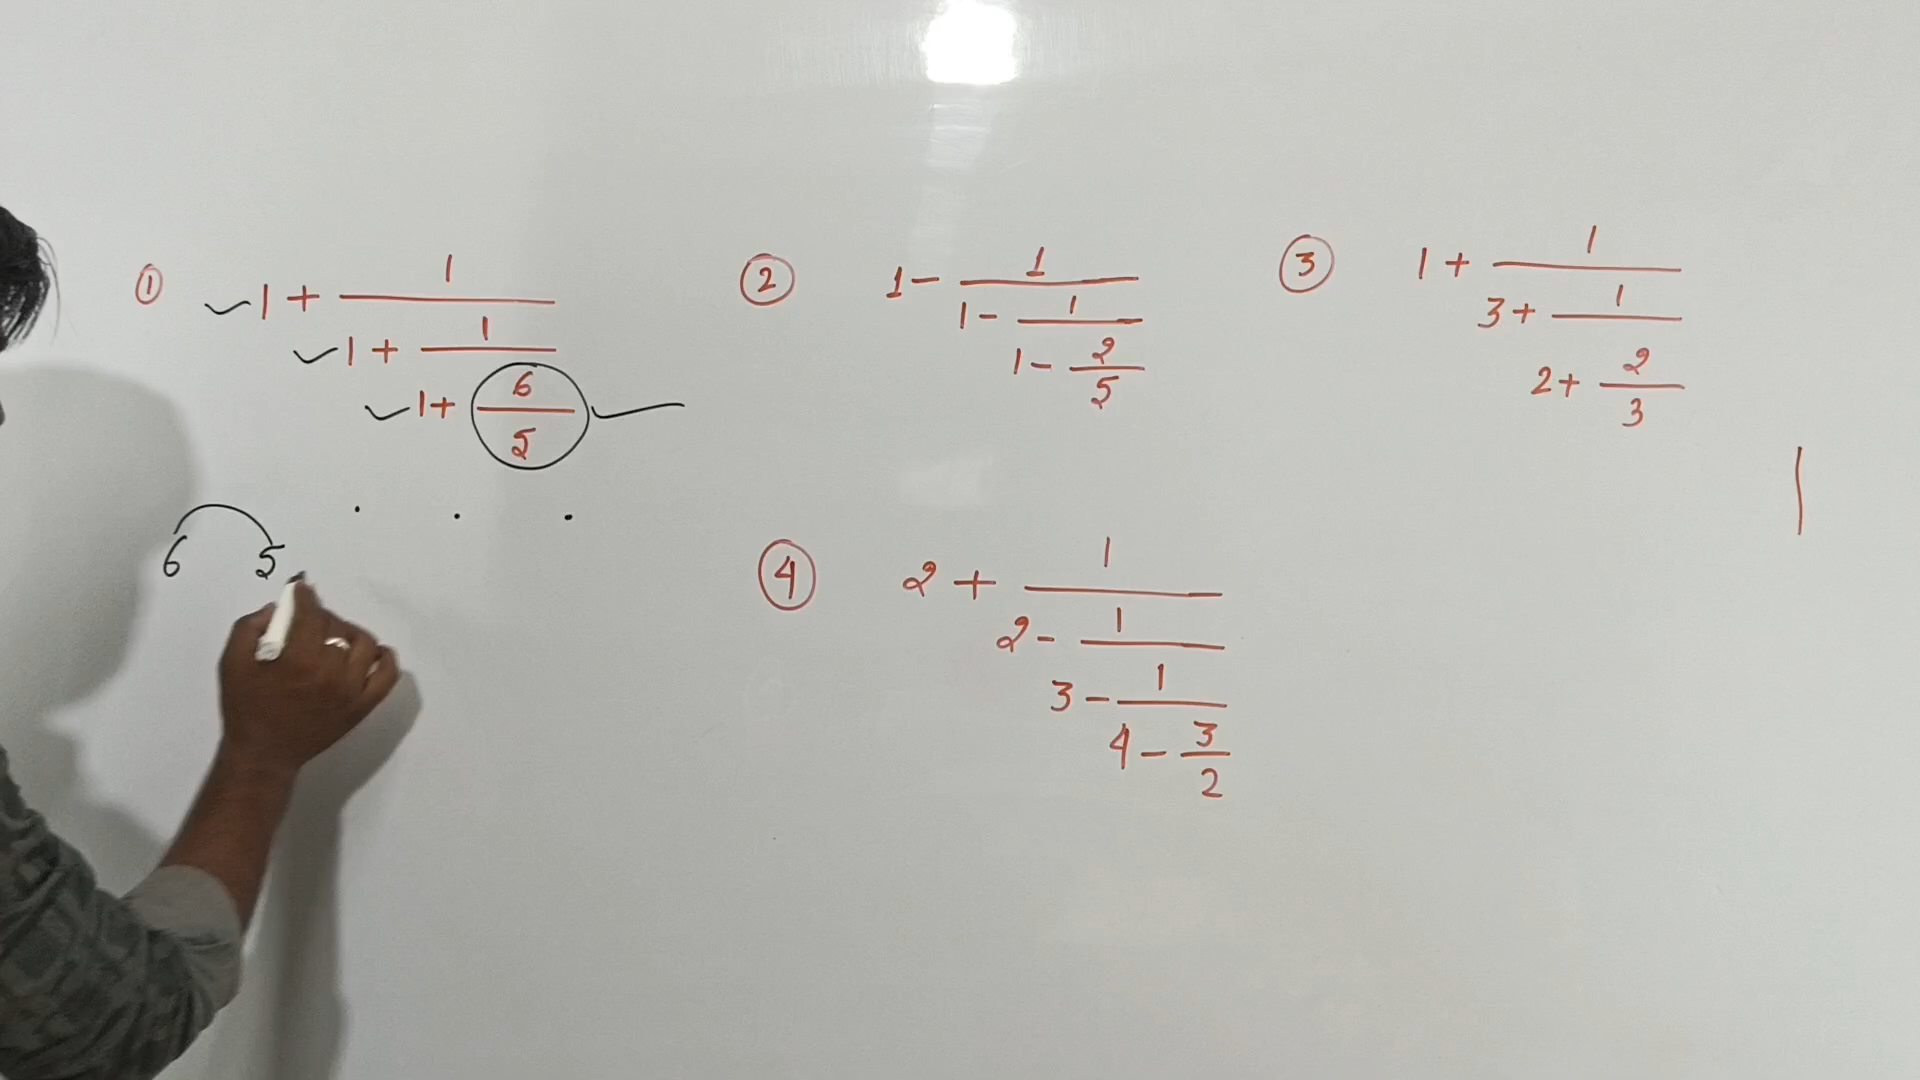 ① 1 + 1
1 + 1
1 + 6/5
6 5 . . .
② 1 - 1
1 - 1
1 - 2/5
③ 1 + 1
3 + 1
2 + 2/3
④ 2 + 1
2 - 1
3 - 1
4 - 3/2